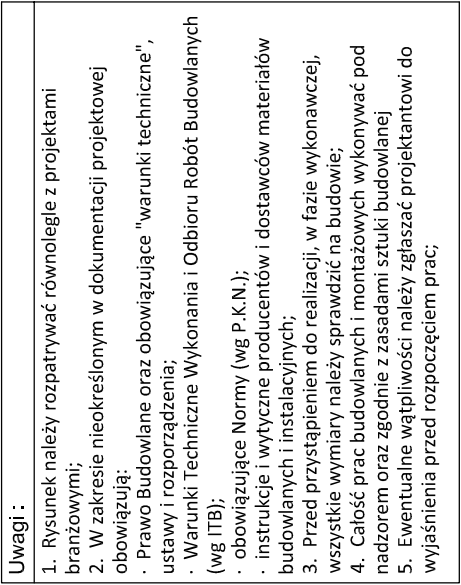 Uwagi :
1. Rysunek należy rozpatrywać równolegle z projektami
branżowymi;
2. W zakresie nieokreślonym w dokumentacji projektowej
obowiązują:
· Prawo Budowlane oraz obowiązujące "warunki techniczne",
ustawy i rozporządzenia;
· Warunki Techniczne Wykonania i Odbioru Robót Budowlanych
(wg ITB);
· obowiązujące Normy (wg P.K.N.);
· instrukcje i wytyczne producentów i dostawców materiałów
budowlanych i instalacyjnych;
3. Przed przystąpieniem do realizacji, w fazie wykonawczej,
wszystkie wymiary należy sprawdzić na budowie;
4. Całość prac budowlanych i montażowych wykonywać pod
nadzorem oraz zgodnie z zasadami sztuki budowlanej
5. Ewentualne wątpliwości należy zgłaszać projektantowi do
wyjaśnienia przed rozpoczęciem prac;